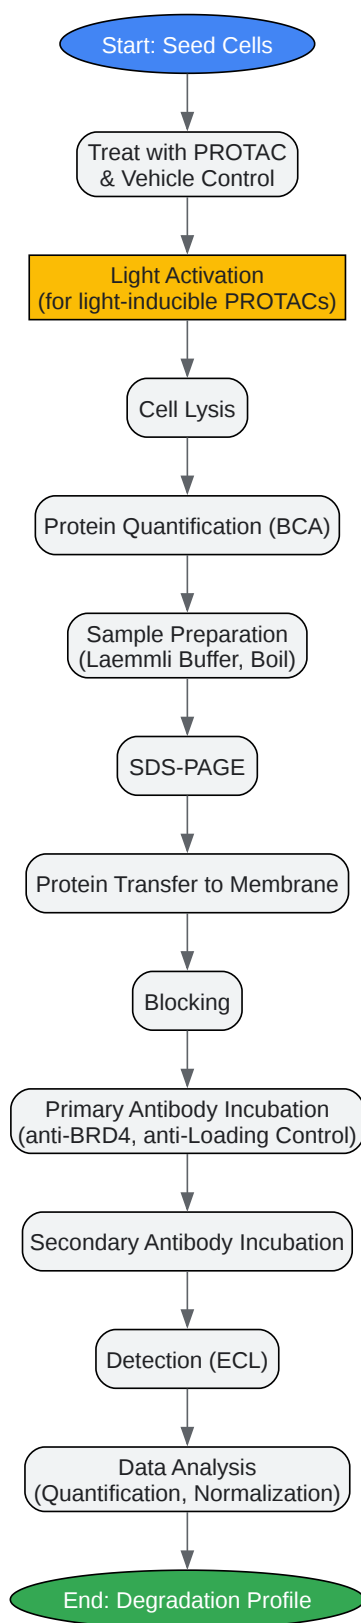 Start: Seed Cells
Treat with PROTAC
& Vehicle Control
Light Activation
(for light-inducible PROTACs)
Cell Lysis
Protein Quantification (BCA)
Sample Preparation
(Laemmli Buffer, Boil)
SDS-PAGE
Protein Transfer to Membrane
Blocking
Primary Antibody Incubation
(anti-BRD4, anti-Loading Control)
Secondary Antibody Incubation
Detection (ECL)
Data Analysis
(Quantification, Normalization)
End: Degradation Profile